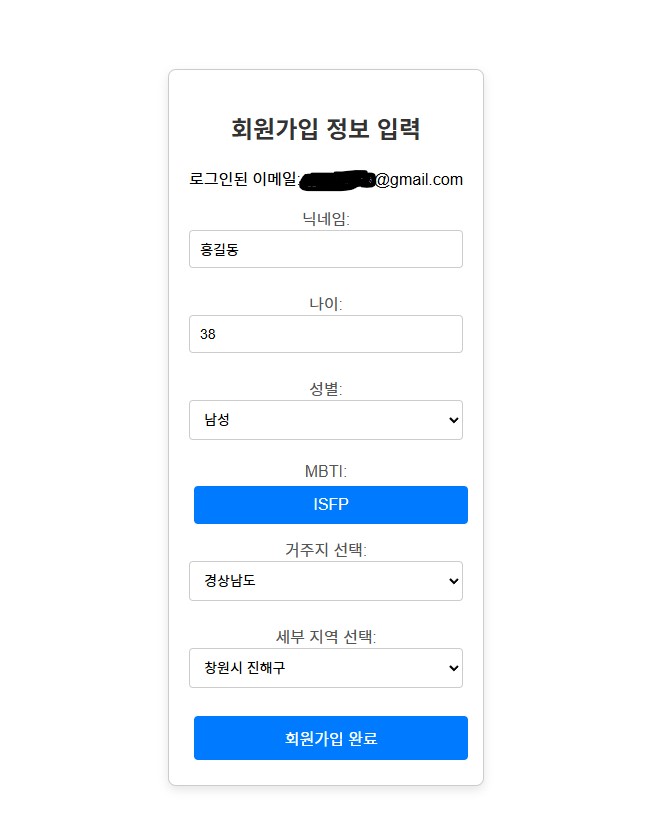 회원가입 정보 입력
로그인된 이메일: @gmail.com
닉네임:
홍길동
나이:
38
성별:
남성
MBTI:
ISFP
거주지 선택:
경상남도
세부 지역 선택:
창원시 진해구
회원가입 완료